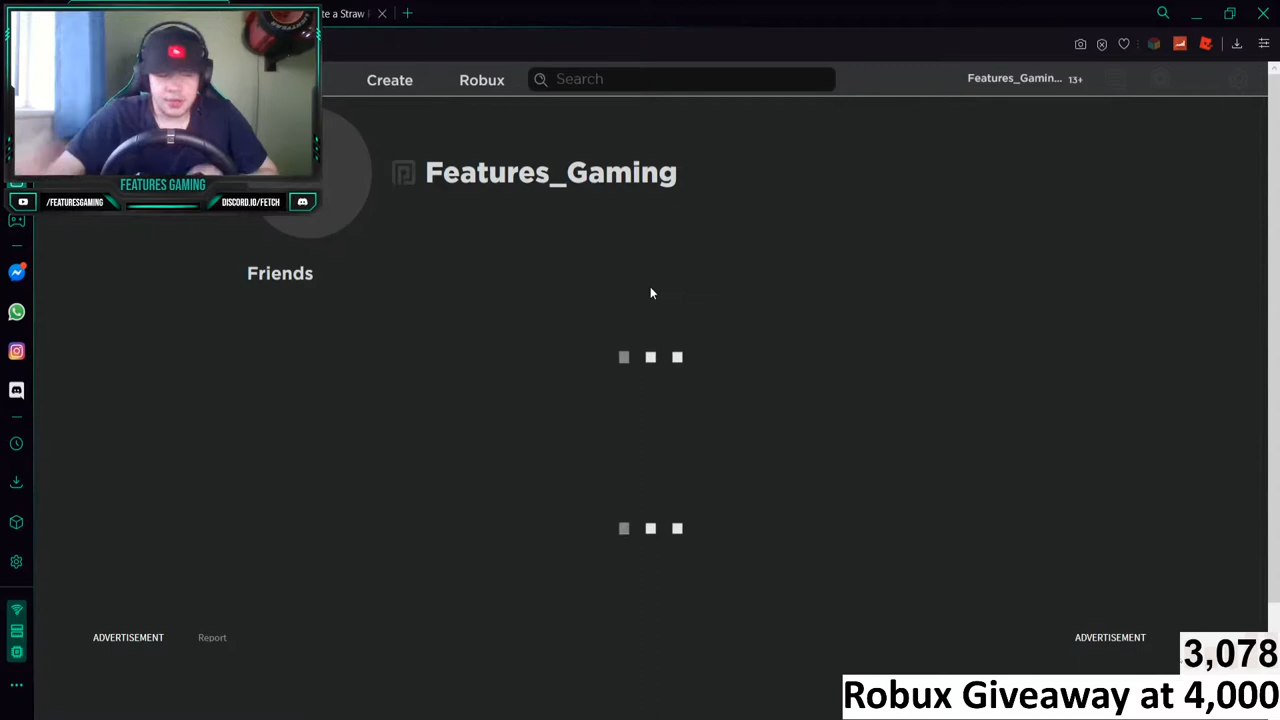 te a Straw
Create
Robux
Search
Features_Gamin... 13+
FEATURES GAMING
/FEATURESGAMING
DISCORD.IO/FETCH
Features_Gaming
Friends
ADVERTISEMENT
Report
ADVERTISEMENT
3,078
Robux Giveaway at 4,000